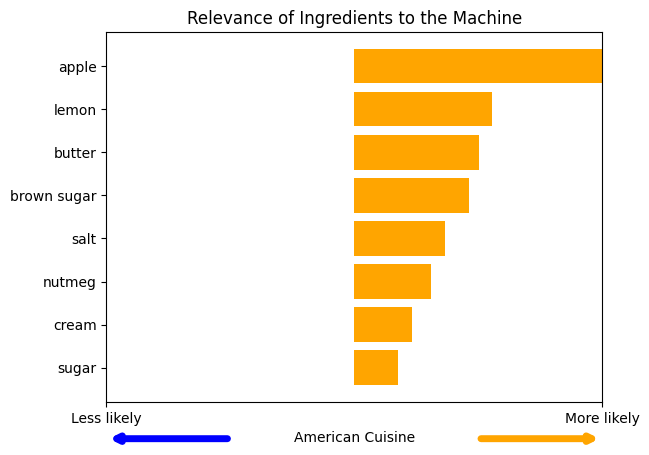 Relevance of Ingredients to the Machine
apple
lemon
butter
brown sugar
salt
nutmeg
cream
sugar
Less likely
More likely
American Cuisine